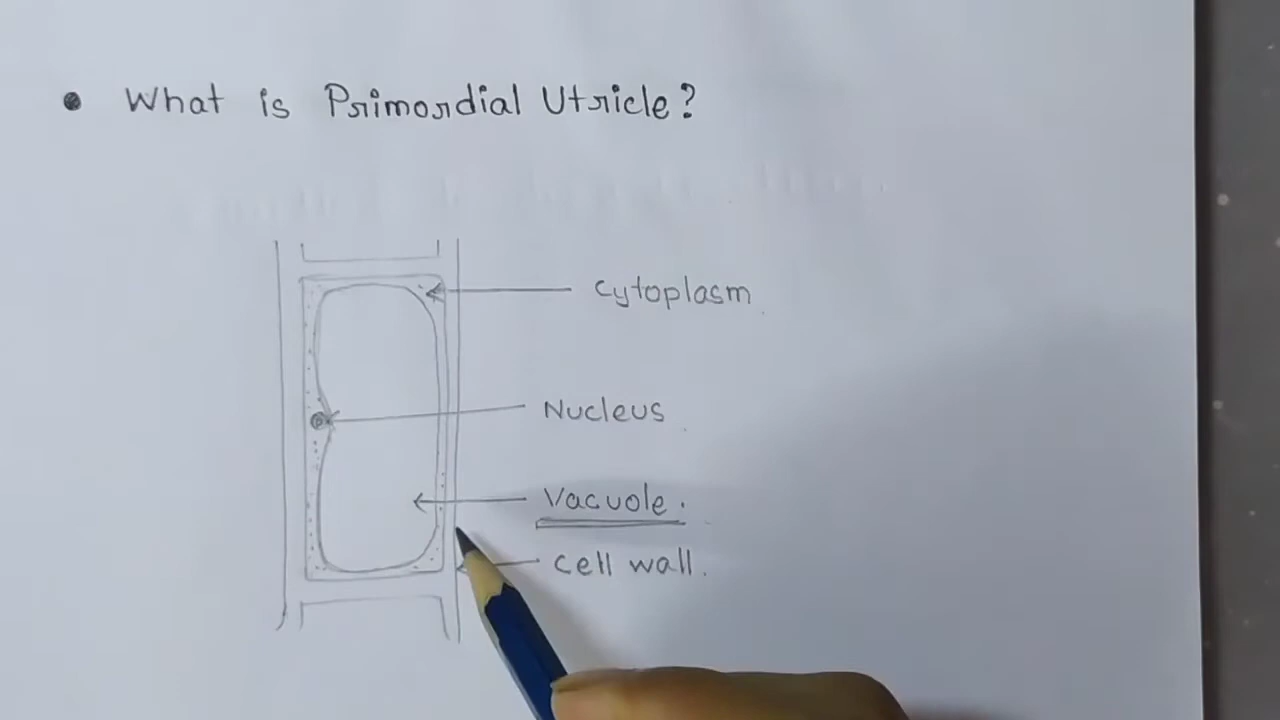 • What is Primordial Utricle?
Cytoplasm
Nucleus
Vacuole.
Cell wall.